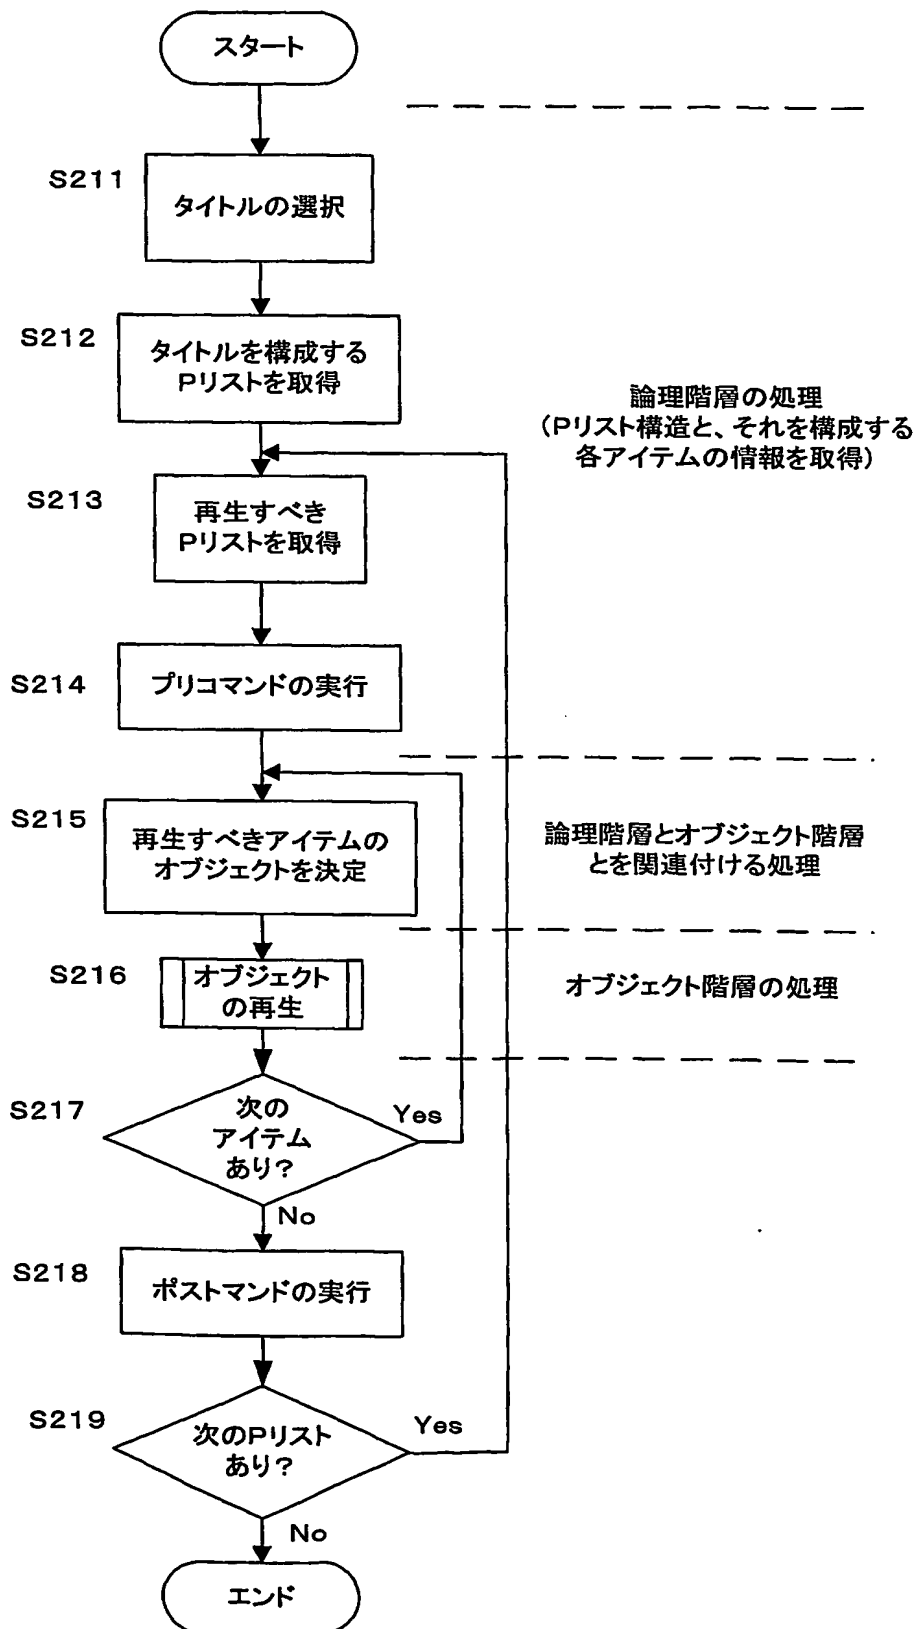 スタート
S211
タイトルの選択
S212
タイトルを構成する
Pリストを取得
論理階層の処理
(Pリスト構造と、それを構成する
各アイテムの情報を取得)
S213
再生すべき
Pリストを取得
S214
プリコマンドの実行
S215
再生すべきアイテムの
オブジェクトを決定
論理階層とオブジェクト階層
とを関連付ける処理
S216
オブジェクト
の再生
オブジェクト階層の処理
S217
次の
アイテム
あり?
Yes
No
S218
ポストマンドの実行
S219
次のPリスト
あり?
Yes
No
エンド